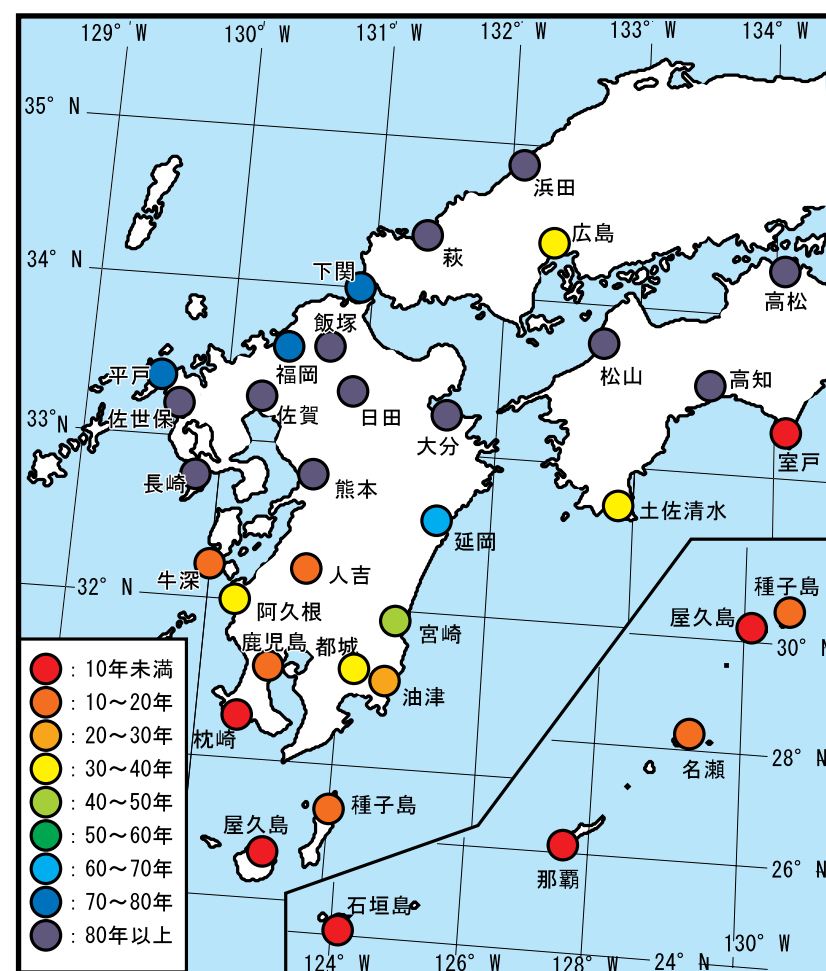 129° W
130° W
131° W
132° W
133° W
134° W
35° N
34° N
33° N
32° N
浜田
広島
萩
下関
高松
飯塚
福岡
松山
高知
平戸
佐世保
佐賀
日田
大分
室戸
長崎
熊本
土佐清水
延岡
牛深
人吉
阿久根
宮崎
鹿児島
都城
油津
枕崎
種子島
屋久島
種子島
屋久島
30° N
名瀬
28° N
那覇
26° N
石垣島
130° W
124° W
126° W
128° W
24° N
: 10年未満
: 10～20年
: 20～30年
: 30～40年
: 40～50年
: 50～60年
: 60～70年
: 70～80年
: 80年以上